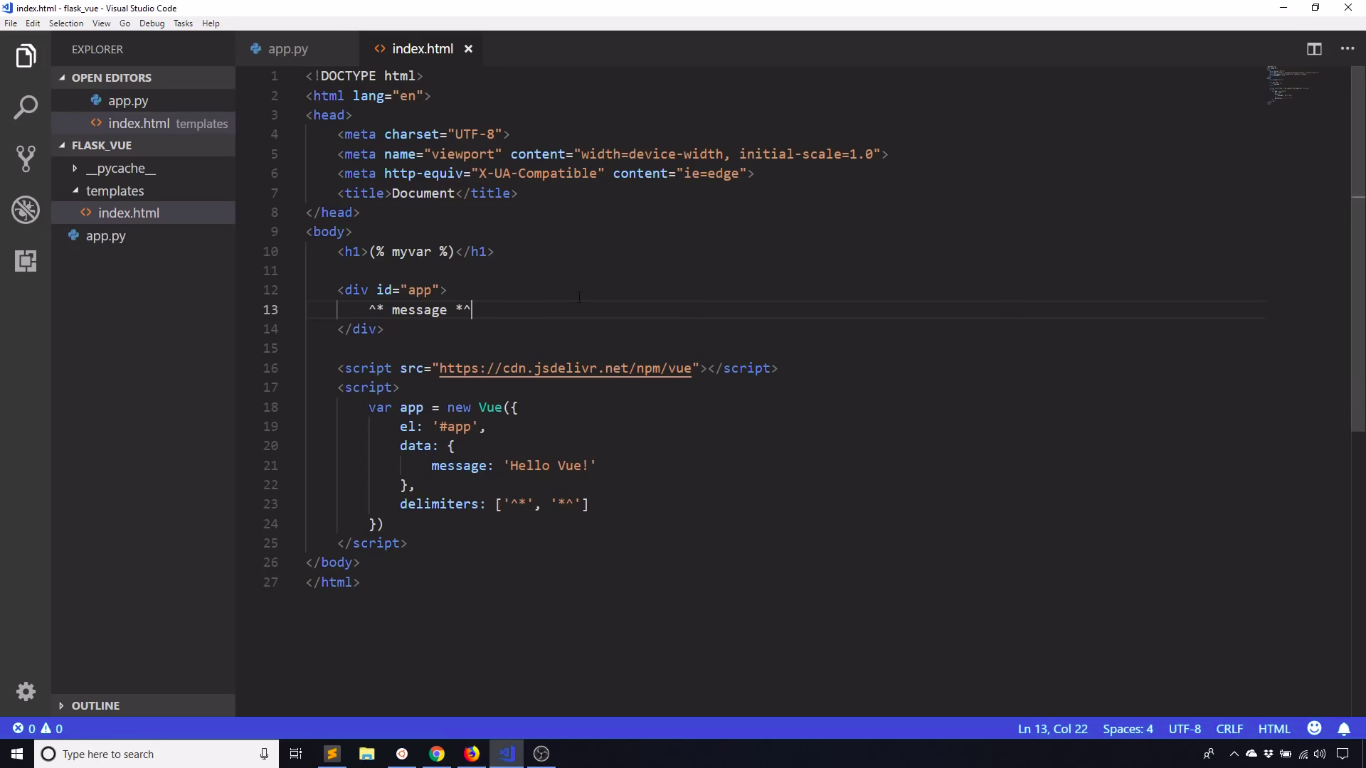 index.html - flask_vue - Visual Studio Code
File Edit Selection View Go Debug Tasks Help
EXPLORER
OPEN EDITORS
app.py
index.html templates
FLASK_VUE
__pycache__
templates
index.html
app.py
OUTLINE
app.py index.html
1 <!DOCTYPE html>
2 <html lang="en">
3 <head>
4 <meta charset="UTF-8">
5 <meta name="viewport" content="width=device-width, initial-scale=1.0">
6 <meta http-equiv="X-UA-Compatible" content="ie=edge">
7 <title>Document</title>
8 </head>
9 <body>
10 <h1>(% myvar %)</h1>
11
12 <div id="app">
13 ^* message *^
14 </div>
15
16 <script src="https://cdn.jsdelivr.net/npm/vue"></script>
17 <script>
18 var app = new Vue({
19 el: '#app',
20 data: {
21 message: 'Hello Vue!'
22 },
23 delimiters: ['^*', '*^']
24 })
25 </script>
26 </body>
27 </html>
0 0 Ln 13, Col 22 Spaces: 4 UTF-8 CRLF HTML
Type here to search